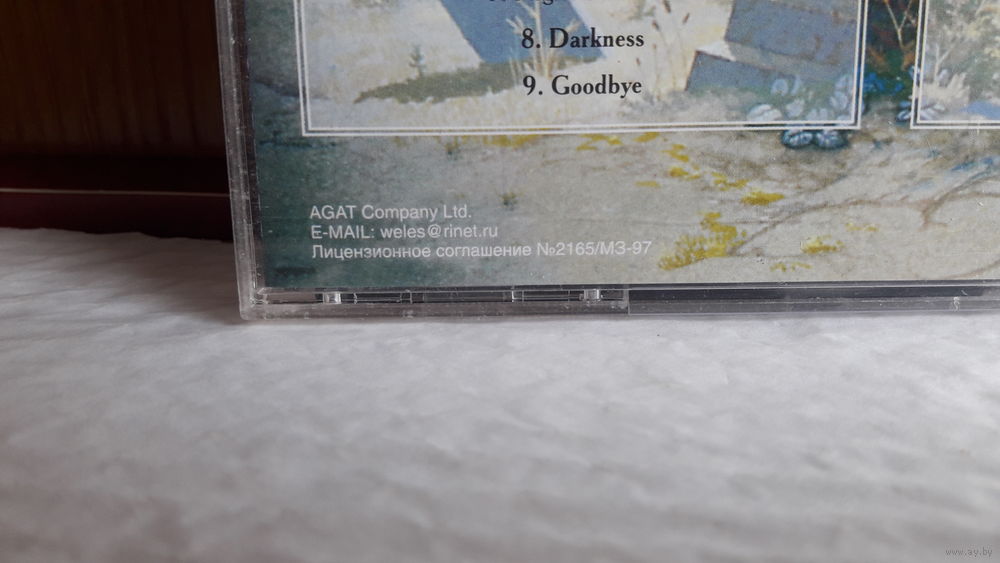 8. Darkness
9. Goodbye
AGAT Company Ltd.
E-MAIL: weles@rinet.ru
Лицензионное соглашение №2165/МЗ-97
www.ay.by